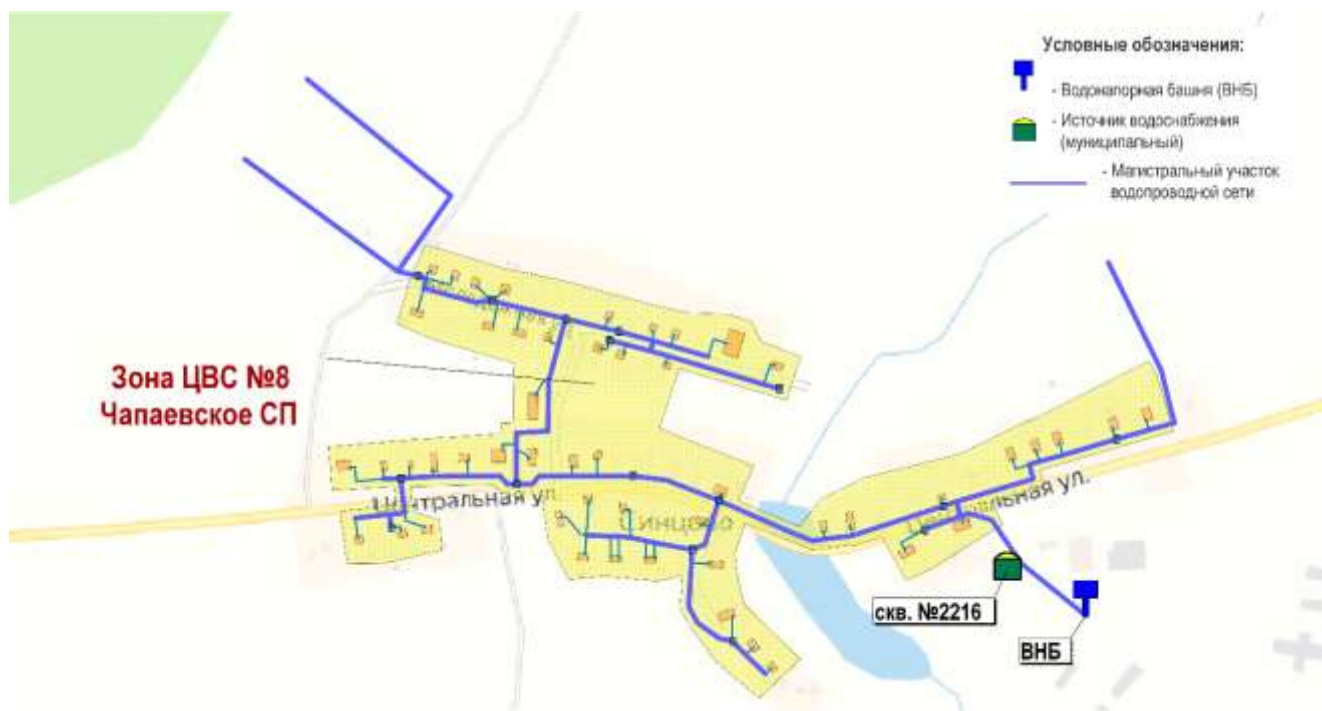 Условные обозначения:
- Водонапорная башня (ВНБ)
- Источник водоснабжения
(муниципальный)
- Магистральный участок
водопроводной сети
Зона ЦВС №8
Чапаевское СП
Центральная ул.
Синцово
Центральная ул.
скв. №2216
ВНБ